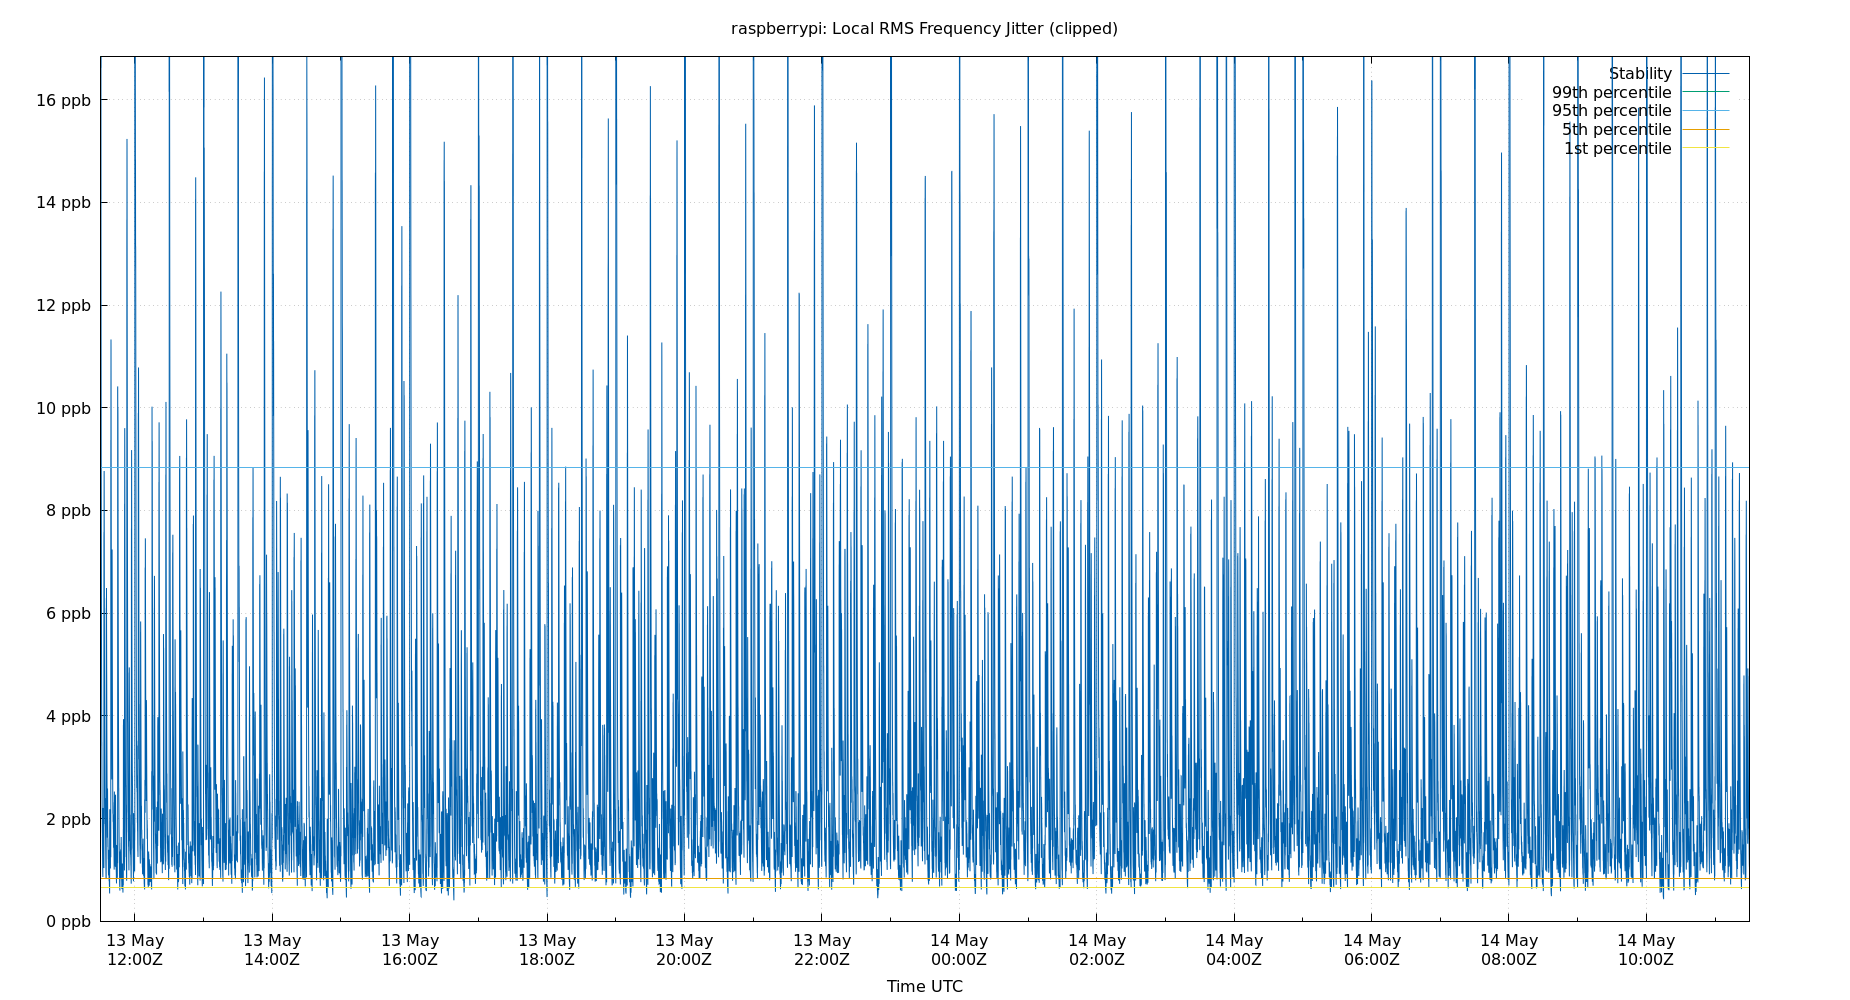 raspberrypi: Local RMS Frequency Jitter (clipped)
Stability
99th percentile
95th percentile
5th percentile
1st percentile
16 ppb
14 ppb
12 ppb
10 ppb
8 ppb
6 ppb
4 ppb
2 ppb
0 ppb
13 May 13 May 13 May 13 May 13 May 13 May 14 May 14 May 14 May 14 May 14 May 14 May
12:00Z 14:00Z 16:00Z 18:00Z 20:00Z 22:00Z 00:00Z 02:00Z 04:00Z 06:00Z 08:00Z 10:00Z
Time UTC